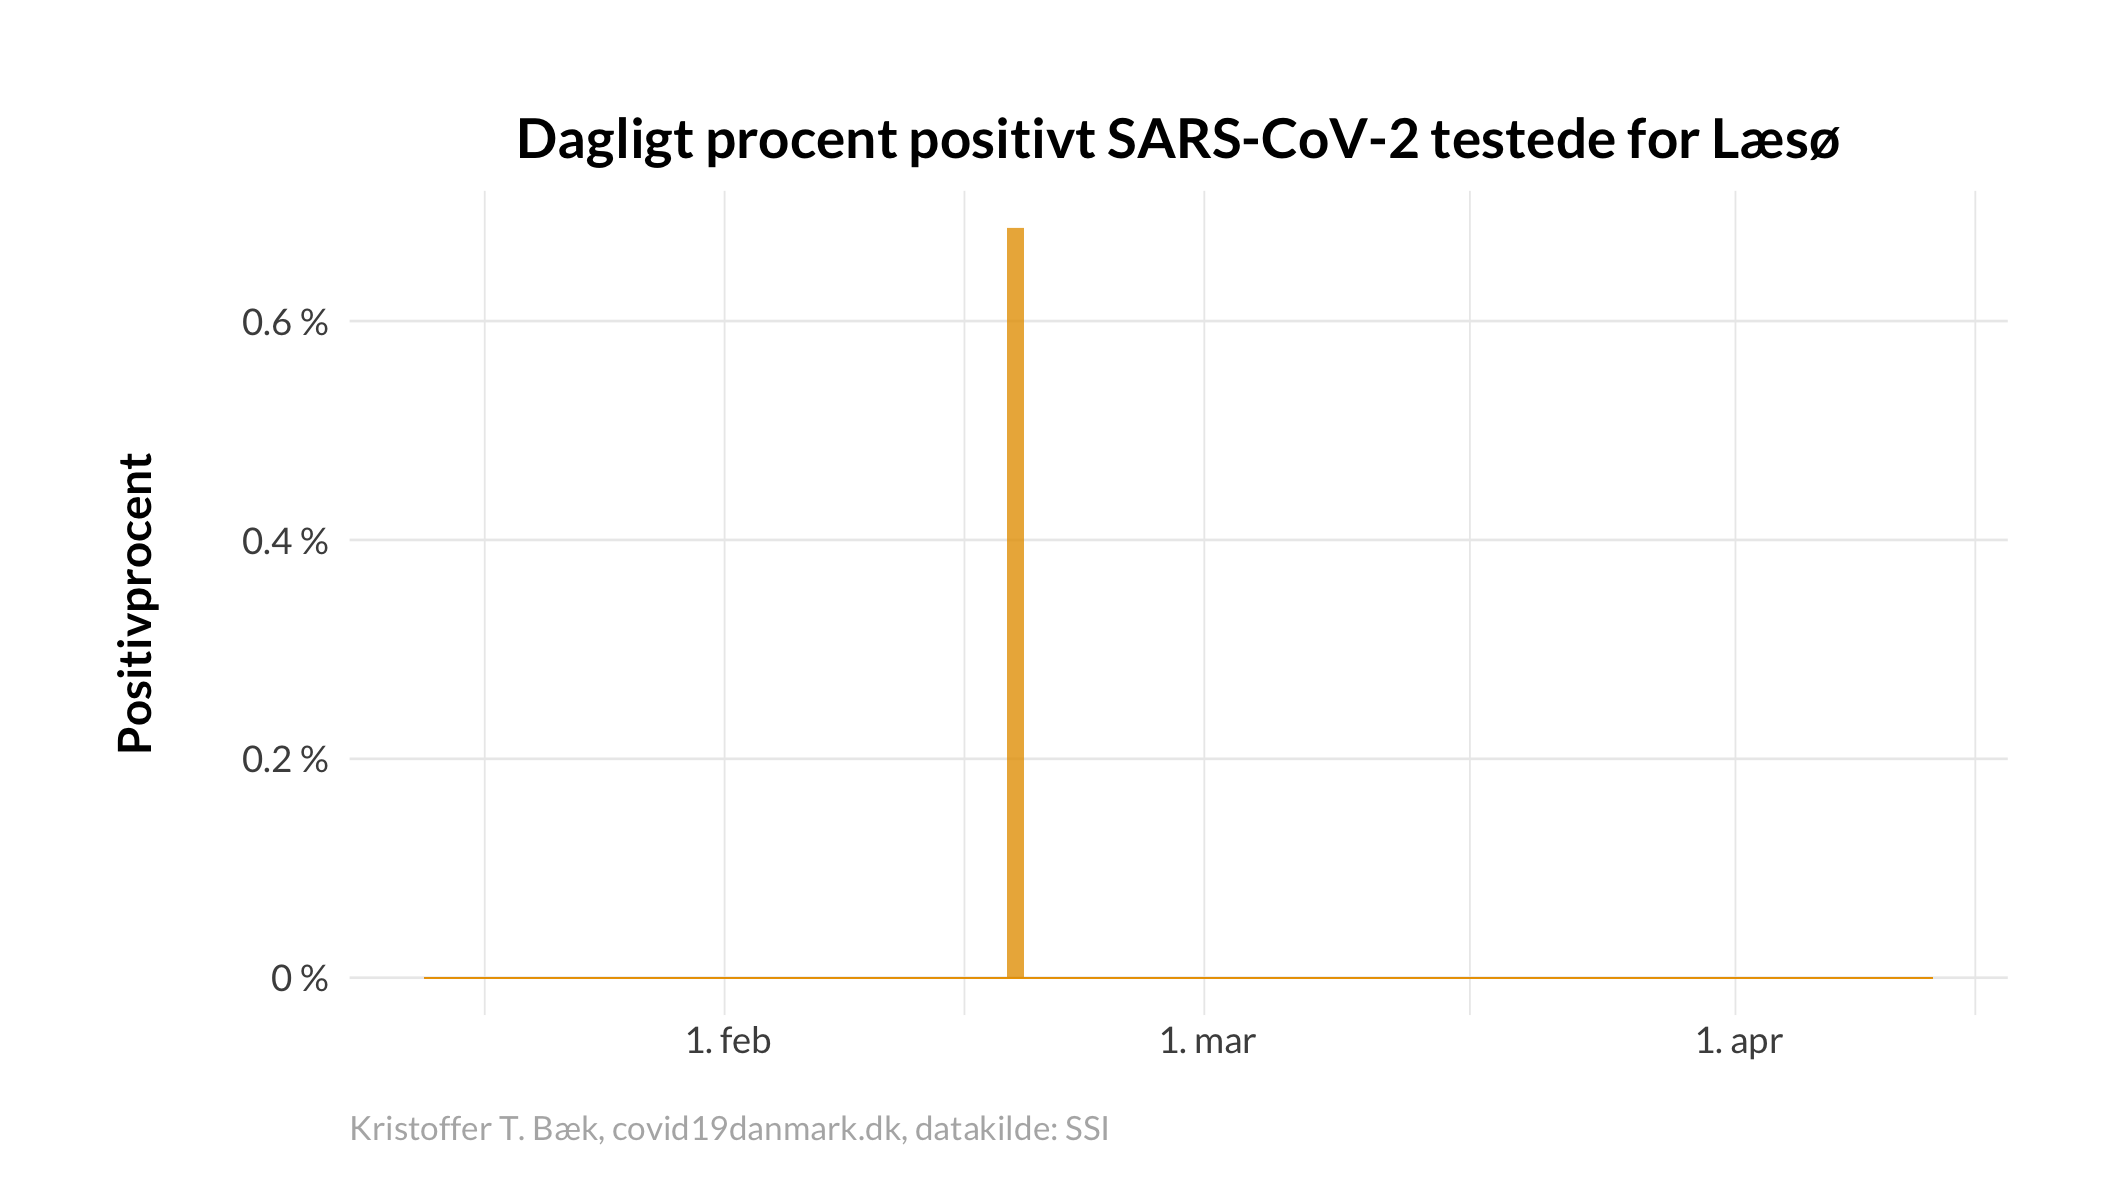 Dagligt procent positivt SARS-CoV-2 testede for Læsø
Positivprocent
0.6 %
0.4 %
0.2 %
0 %
1. feb
1. mar
1. apr
Kristoffer T. Bæk, covid19danmark.dk, datakilde: SSI